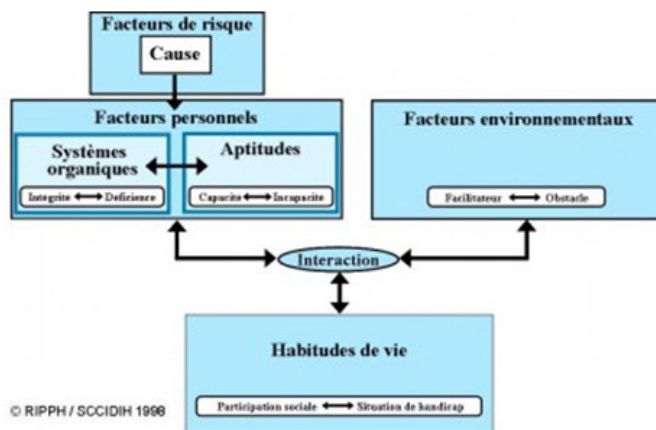 Facteurs de risque
Cause
Facteurs personnels
Systèmes
organiques
Intégrité
Déficience
Aptitudes
Capacité
Incapacité
Facteurs environnementaux
Facilitateur
Obstacle
Interaction
Habitudes de vie
Participation sociale
Situation de handicap
© RIPPH / SCCIDIH 1998